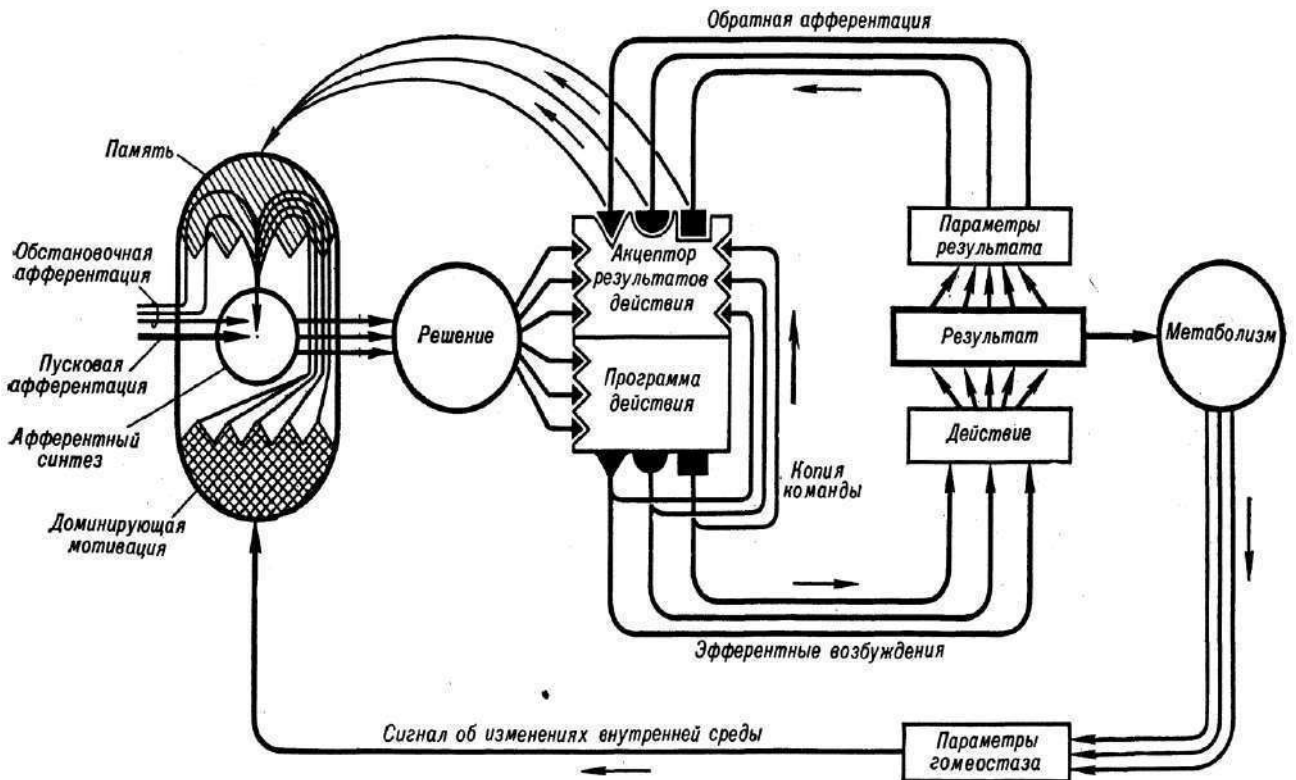 Обратная афферентация
Память
Обстановочная
афферентация
Пусковая
афферентация
Афферентный
синтез
Доминирующая
мотивация
Решение
Акцептор
результатов
действия
Программа
действия
Копия
команды
Параметры
результата
Результат
Действие
Метаболизм
Эфферентные возбуждения
Сигнал об изменениях внутренней среды
Параметры
гомеостаза